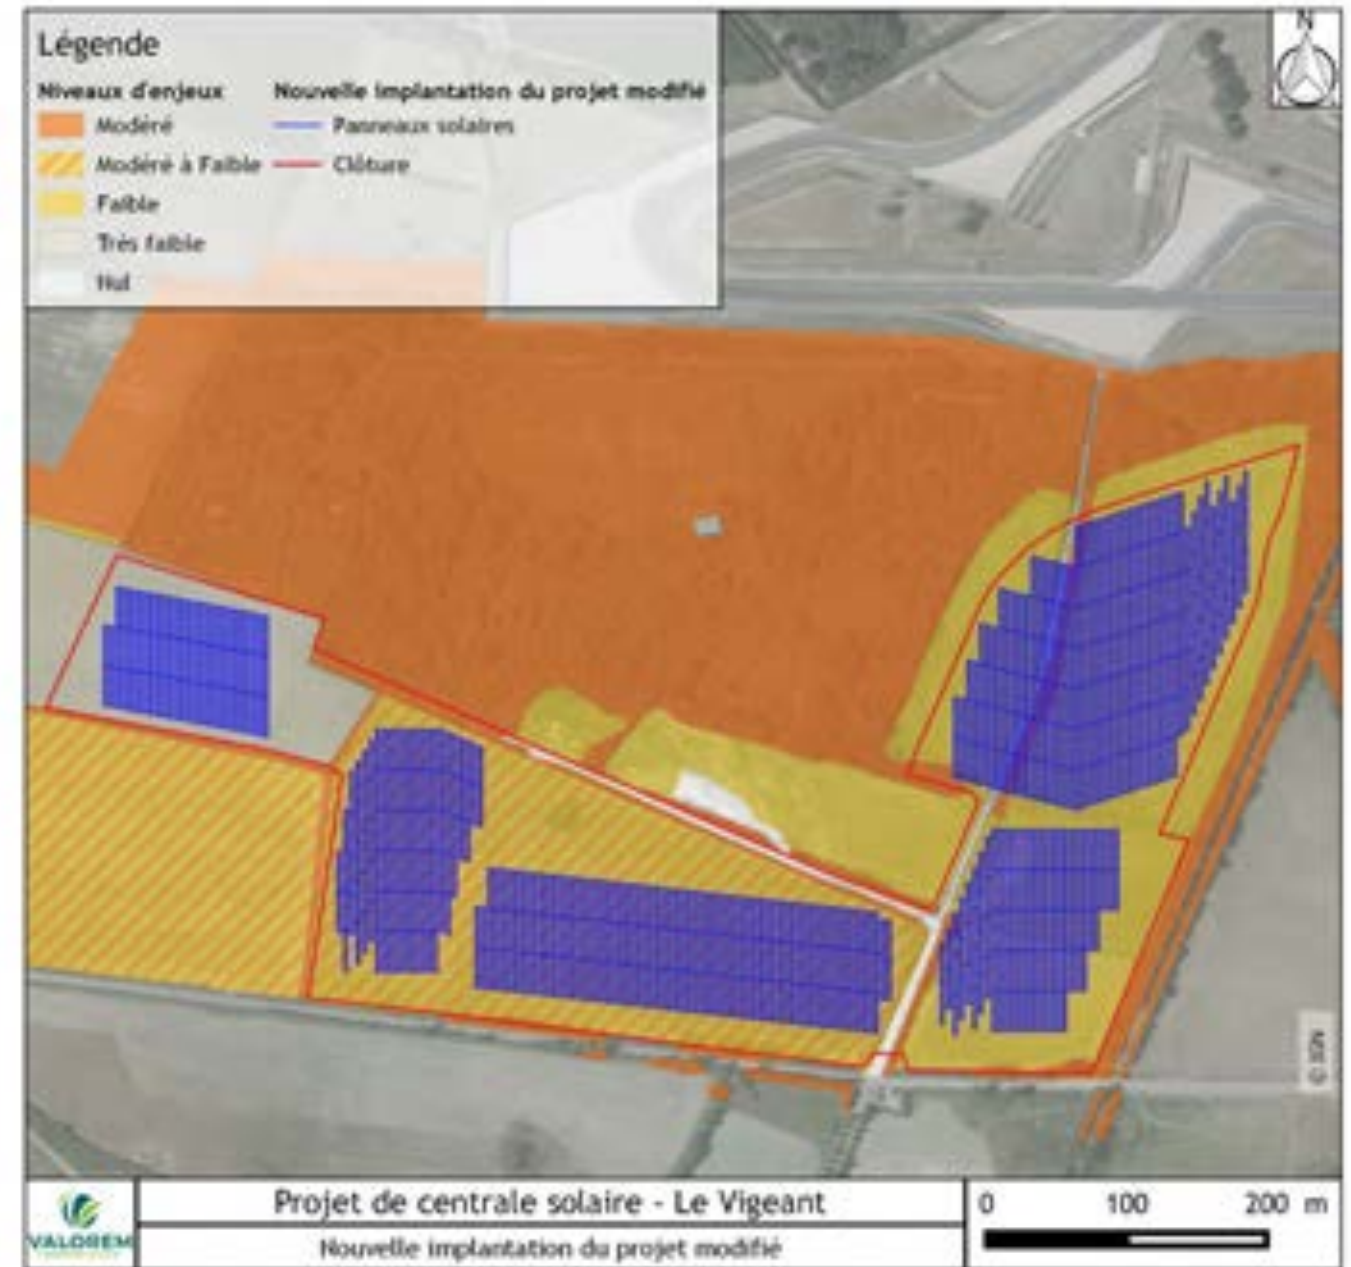 Légende
Niveaux d'enjeux
Modéré
Modéré à Faible
Faible
Très faible
Nul
Nouvelle implantation du projet modifié
Panneaux solaires
Clôture
N
© IGN
VALOREM
Projet de centrale solaire - Le Vigeant
Nouvelle implantation du projet modifié
0 100 200 m